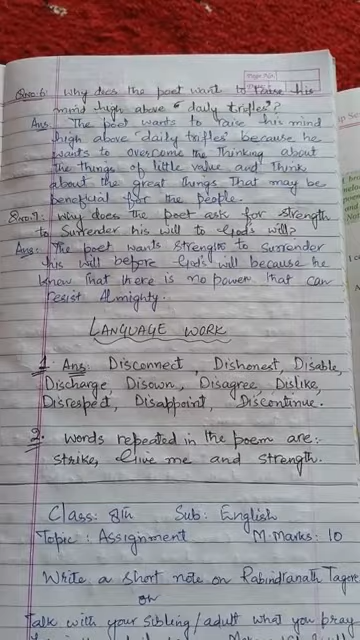 Page No.
Q.No.6. Why does the poet want to raise his
mind high above "daily trifles"?
Ans. The poet wants to raise his mind
high above 'daily trifles' because he
wants to overcome the thinking about
the things of little value and think
about the great things that may be
beneficial for the people.
Q.No.7. Why does the poet ask for strength
to Surrender his will to God's will?
Ans: The poet wants strength to surrender
his will before God's will because he
know that there is no power that can
resist Almighty.
LANGUAGE WORK
1. Ans: Disconnect, Dishonest, Disable,
Discharge, Disown, Disagree, Dislike,
Disrespect, Disappoint, Discontinue.
2. Words repeated in the poem are:-
strike, Give me and strength.
Class: 8th Sub: English
Topic: Assignment M.Marks: 10
Write a short note on Rabindranath Tagore
or
Talk with your sibling/adult what you pray